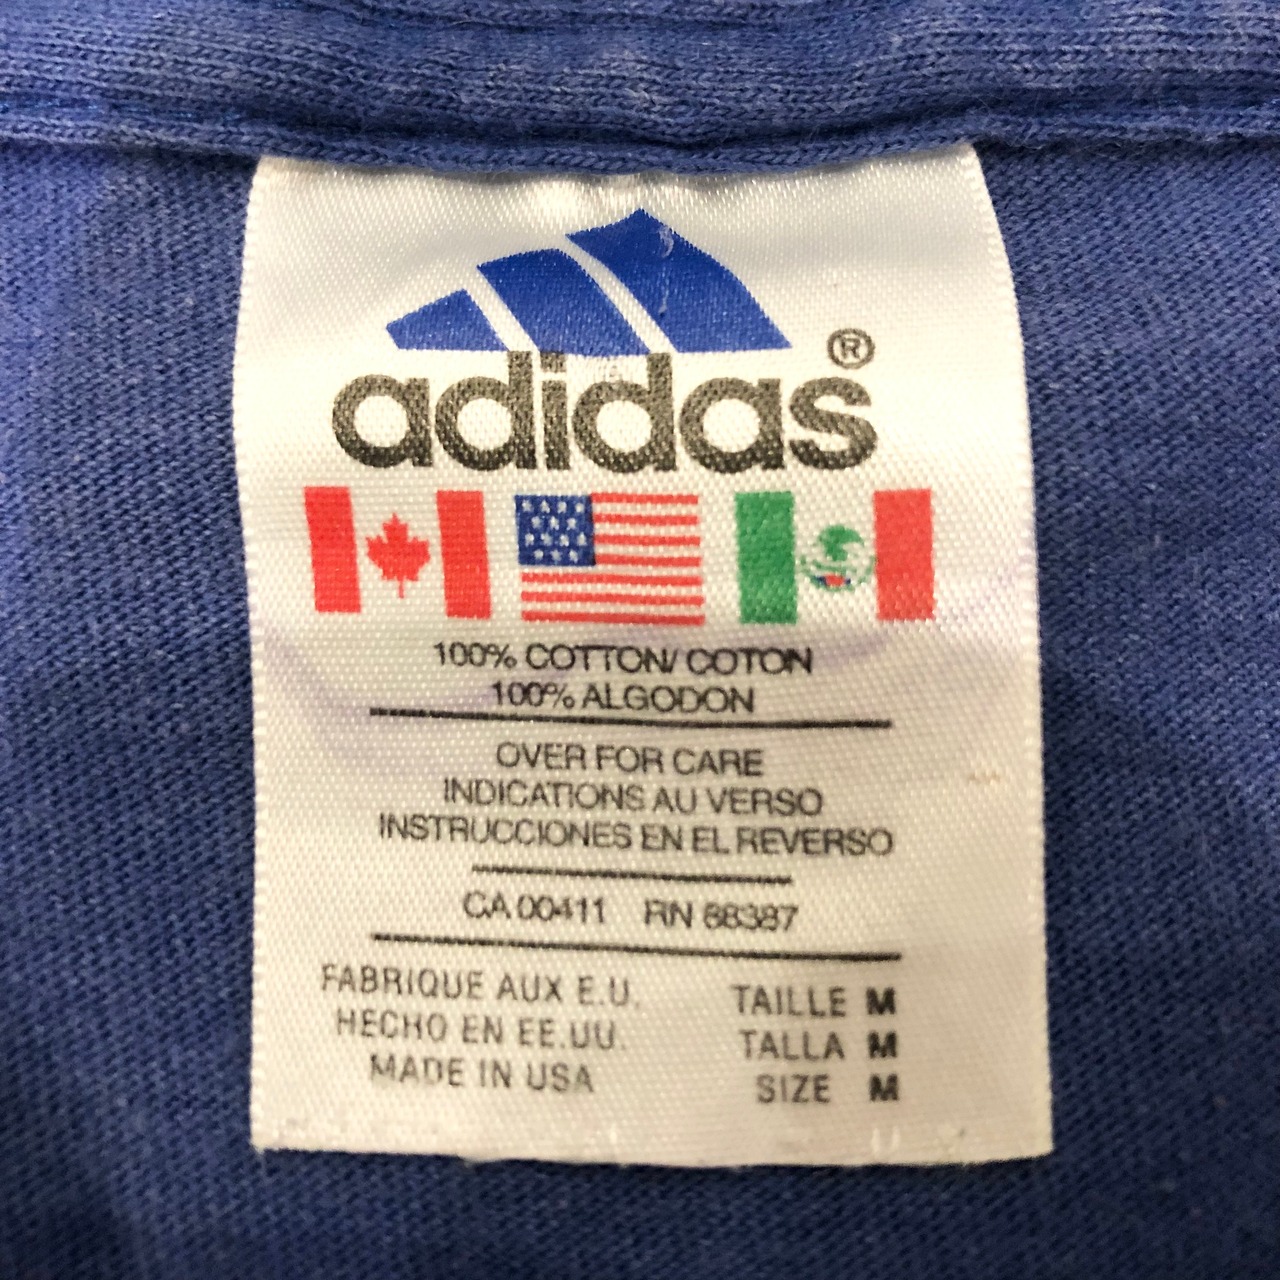 adidas®
100% COTTON/ COTON
100% ALGODON
OVER FOR CARE
INDICATIONS AU VERSO
INSTRUCCIONES EN EL REVERSO
CA 00411 RN 88387
FABRIQUE AUX E.U.
HECHO EN EE.UU.
MADE IN USA
TAILLE M
TALLA M
SIZE M